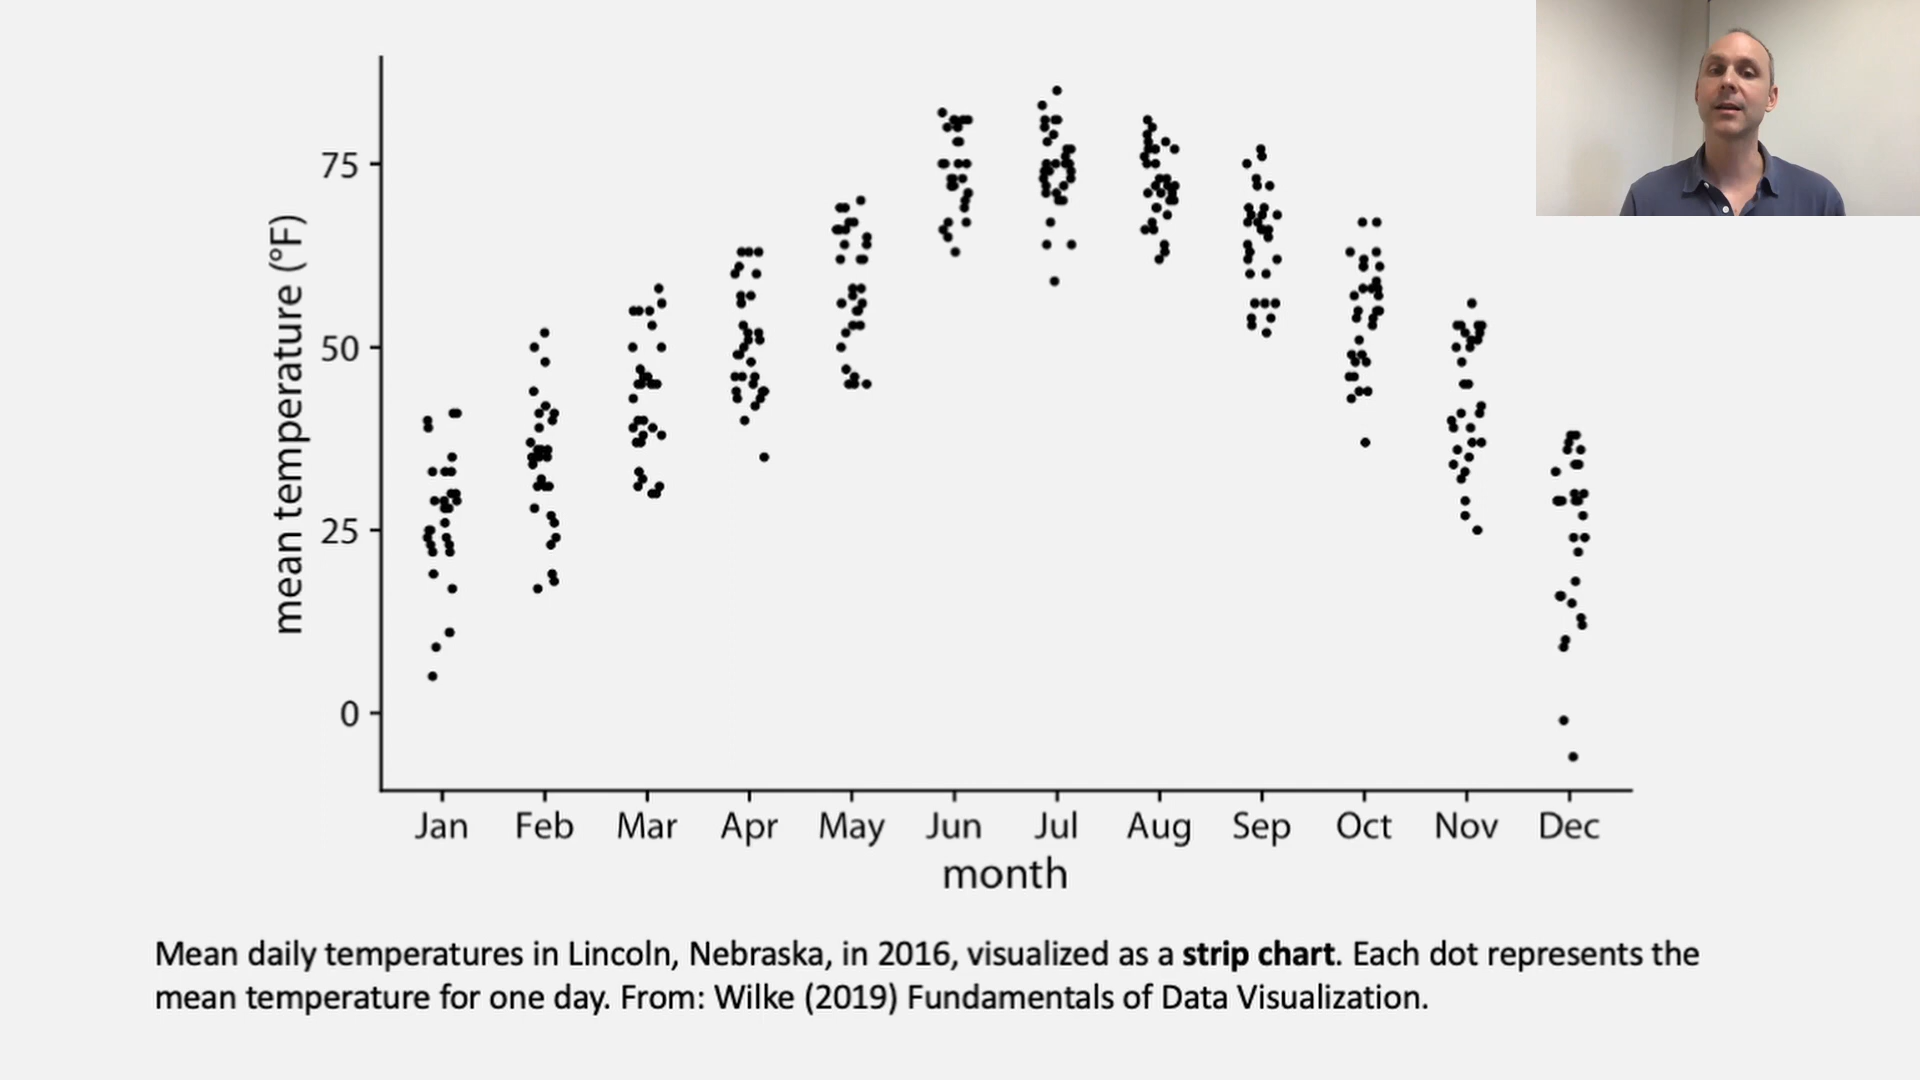 75
50
25
0
mean temperature (°F)
Jan Feb Mar Apr May Jun Jul Aug Sep Oct Nov Dec
month
Mean daily temperatures in Lincoln, Nebraska, in 2016, visualized as a strip chart. Each dot represents the
mean temperature for one day. From: Wilke (2019) Fundamentals of Data Visualization.